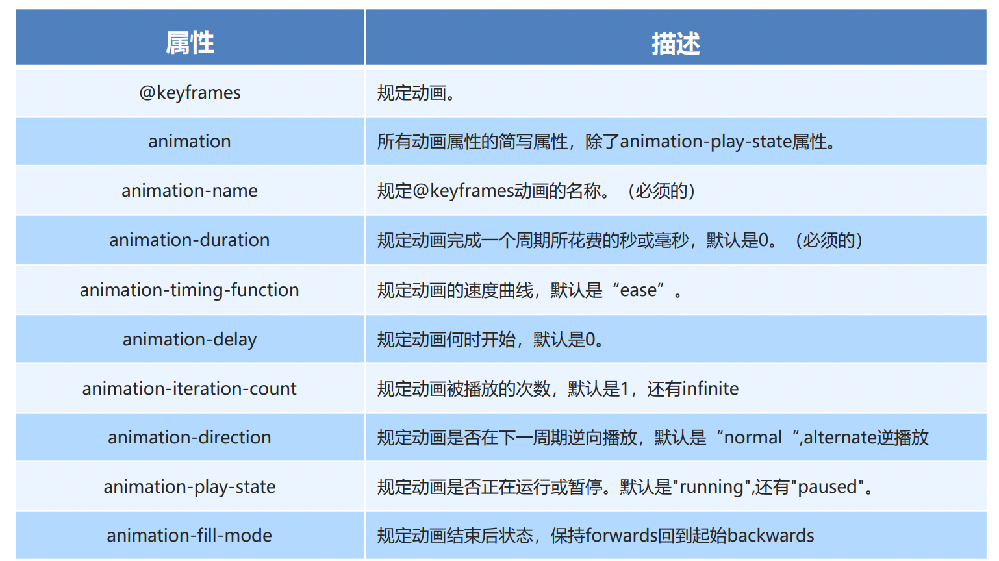 属性 描述
@keyframes 规定动画。
animation 所有动画属性的简写属性，除了animation-play-state属性。
animation-name 规定@keyframes动画的名称。（必须的）
animation-duration 规定动画完成一个周期所花费的秒或毫秒，默认是0。（必须的）
animation-timing-function 规定动画的速度曲线，默认是“ease”。
animation-delay 规定动画何时开始，默认是0。
animation-iteration-count 规定动画被播放的次数，默认是1，还有infinite
animation-direction 规定动画是否在下一周期逆向播放，默认是“normal“,alternate逆播放
animation-play-state 规定动画是否正在运行或暂停。默认是"running",还有"paused"。
animation-fill-mode 规定动画结束后状态，保持forwards回到起始backwards